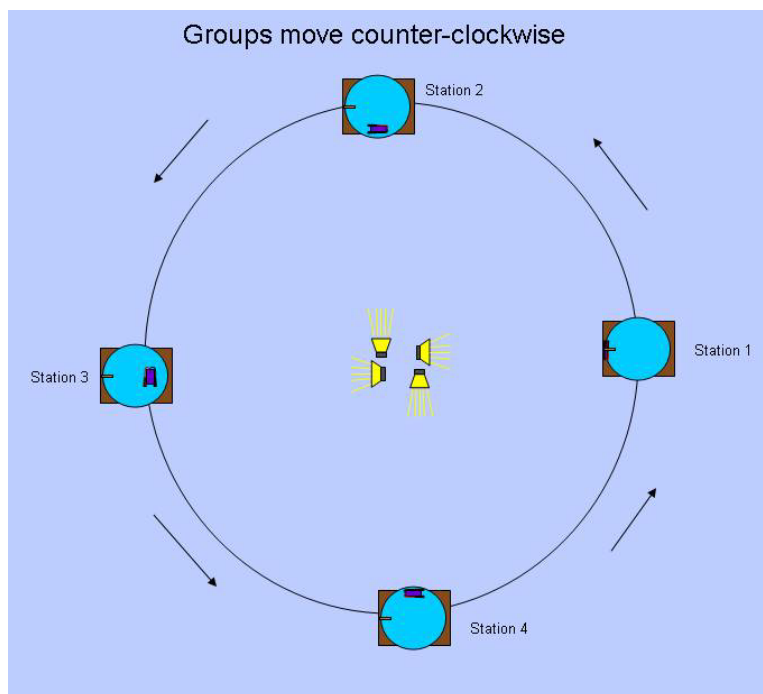 Groups move counter-clockwise
Station 2
Station 1
Station 3
Station 4